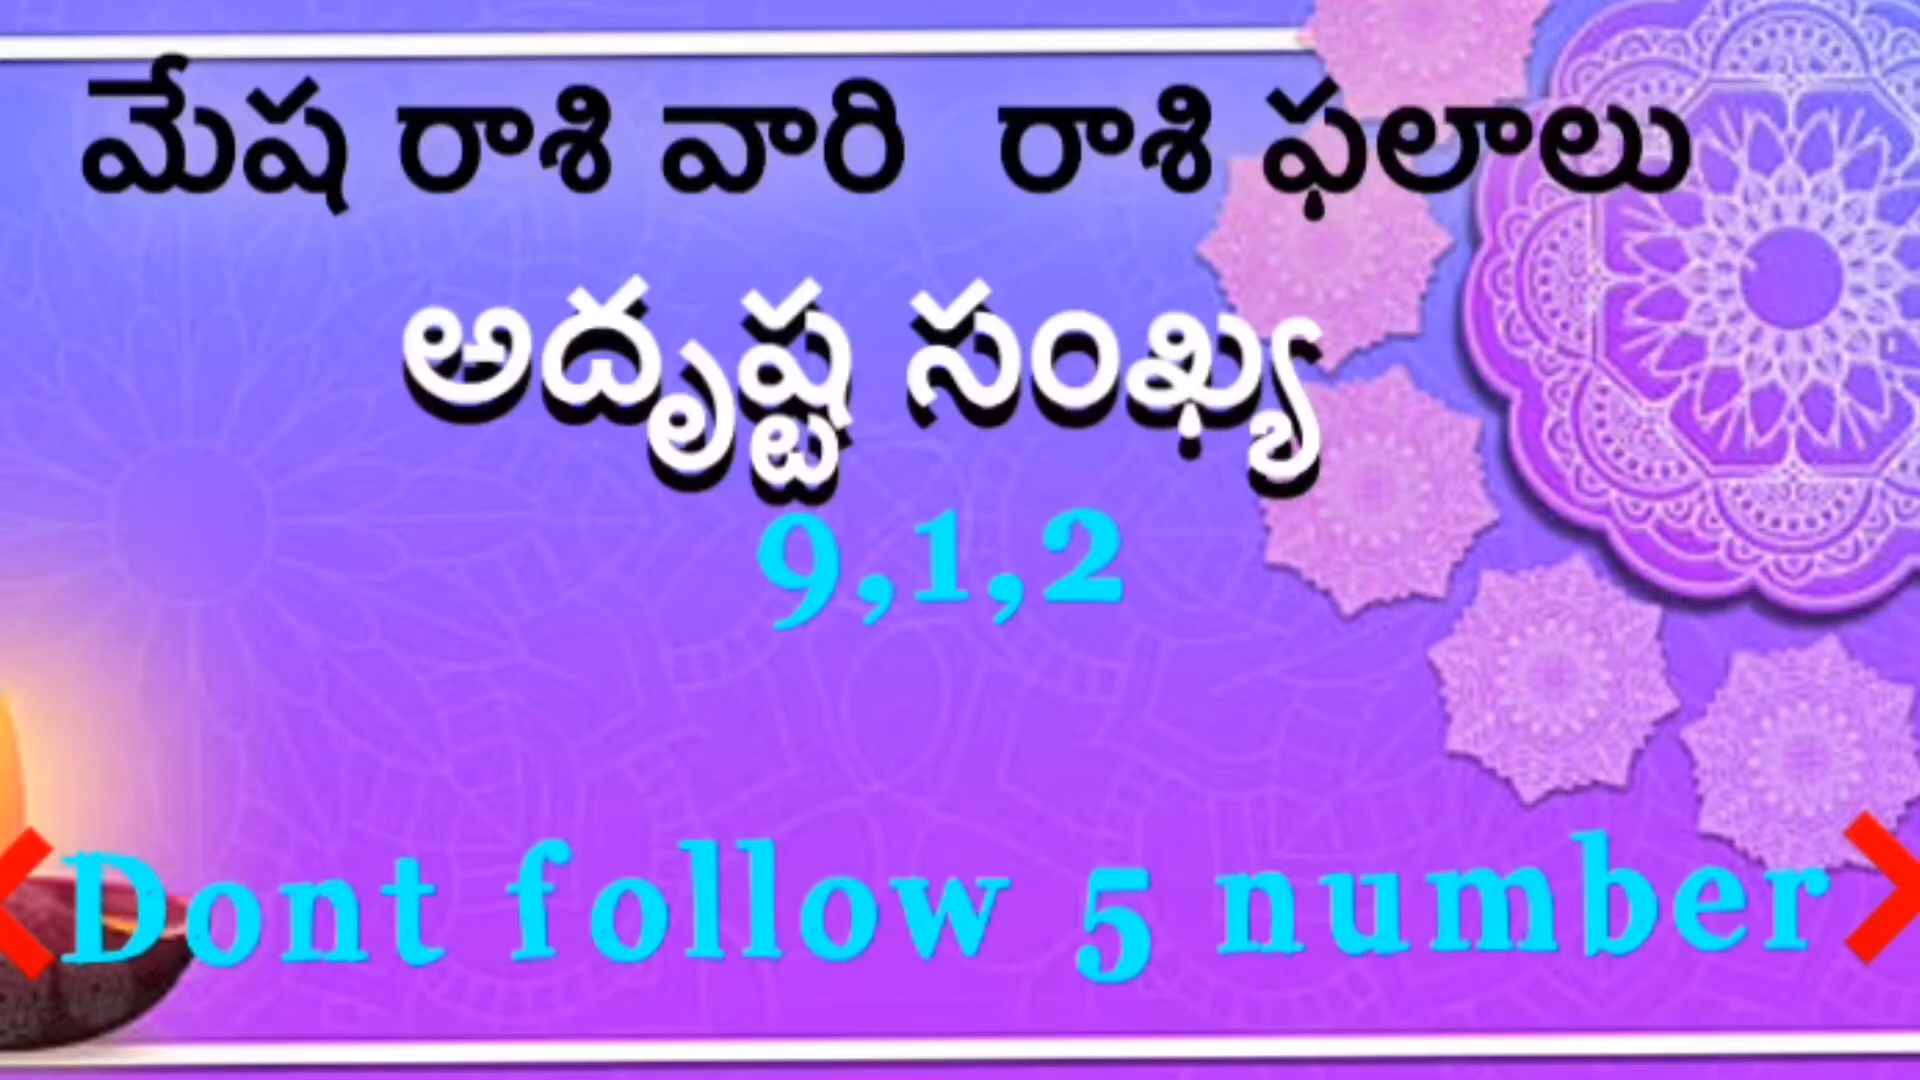 మేష రాశి వారి రాశి ఫలాలు
అదృష్ట సంఖ్య
9,1,2
Dont follow 5 number